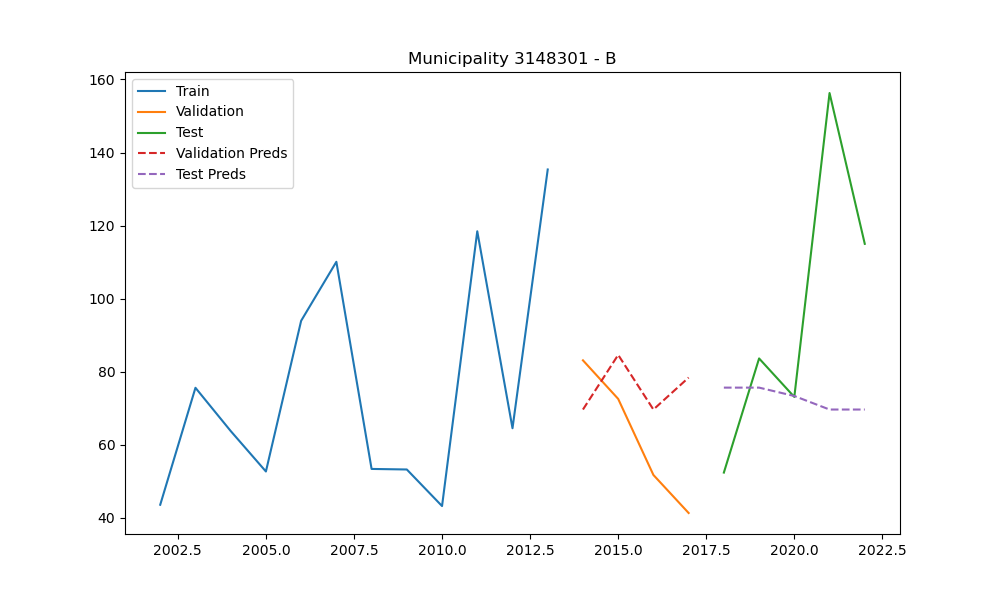 Municipality 3148301 - B
160
140
120
100
80
60
40
Train
Validation
Test
Validation Preds
Test Preds
2002.5 2005.0 2007.5 2010.0 2012.5 2015.0 2017.5 2020.0 2022.5